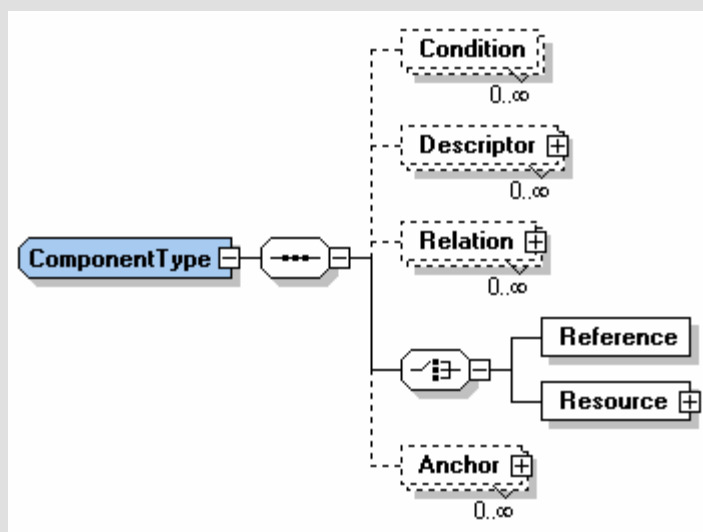 Condition
0..∞
Descriptor
0..∞
Relation
0..∞
ComponentType
Reference
Resource
Anchor
0..∞